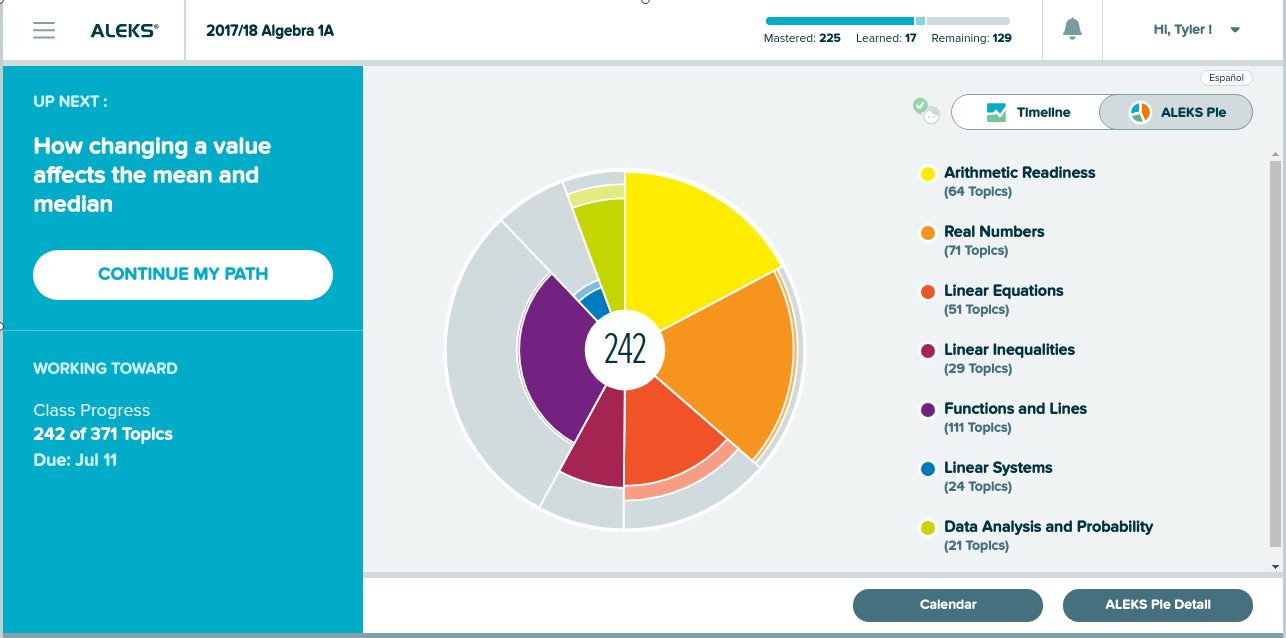 ALEKS®
2017/18 Algebra 1A
Mastered: 225 Learned: 17 Remaining: 129
Hi, Tyler !
Español
UP NEXT :
How changing a value
affects the mean and
median
CONTINUE MY PATH
WORKING TOWARD
Class Progress
242 of 371 Topics
Due: Jul 11
Timeline
ALEKS Pie
242
Arithmetic Readiness
(64 Topics)
Real Numbers
(71 Topics)
Linear Equations
(51 Topics)
Linear Inequalities
(29 Topics)
Functions and Lines
(111 Topics)
Linear Systems
(24 Topics)
Data Analysis and Probability
(21 Topics)
Calendar
ALEKS Pie Detail